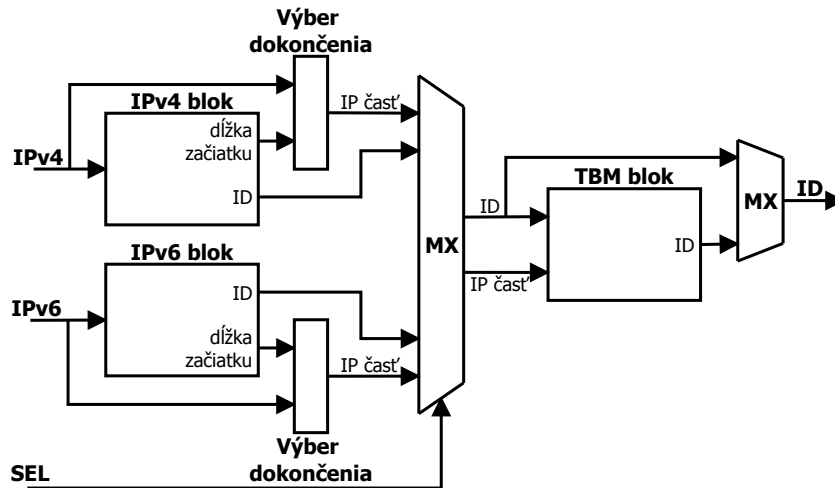 Výber
dokončenia
IPv4 blok
IP časť
dĺžka
začiatku
IPv4
ID
TBM blok
ID
MX
ID
ID
IPv6 blok
ID
MX
IP časť
IPv6
dĺžka
začiatku
IP časť
Výber
dokončenia
SEL